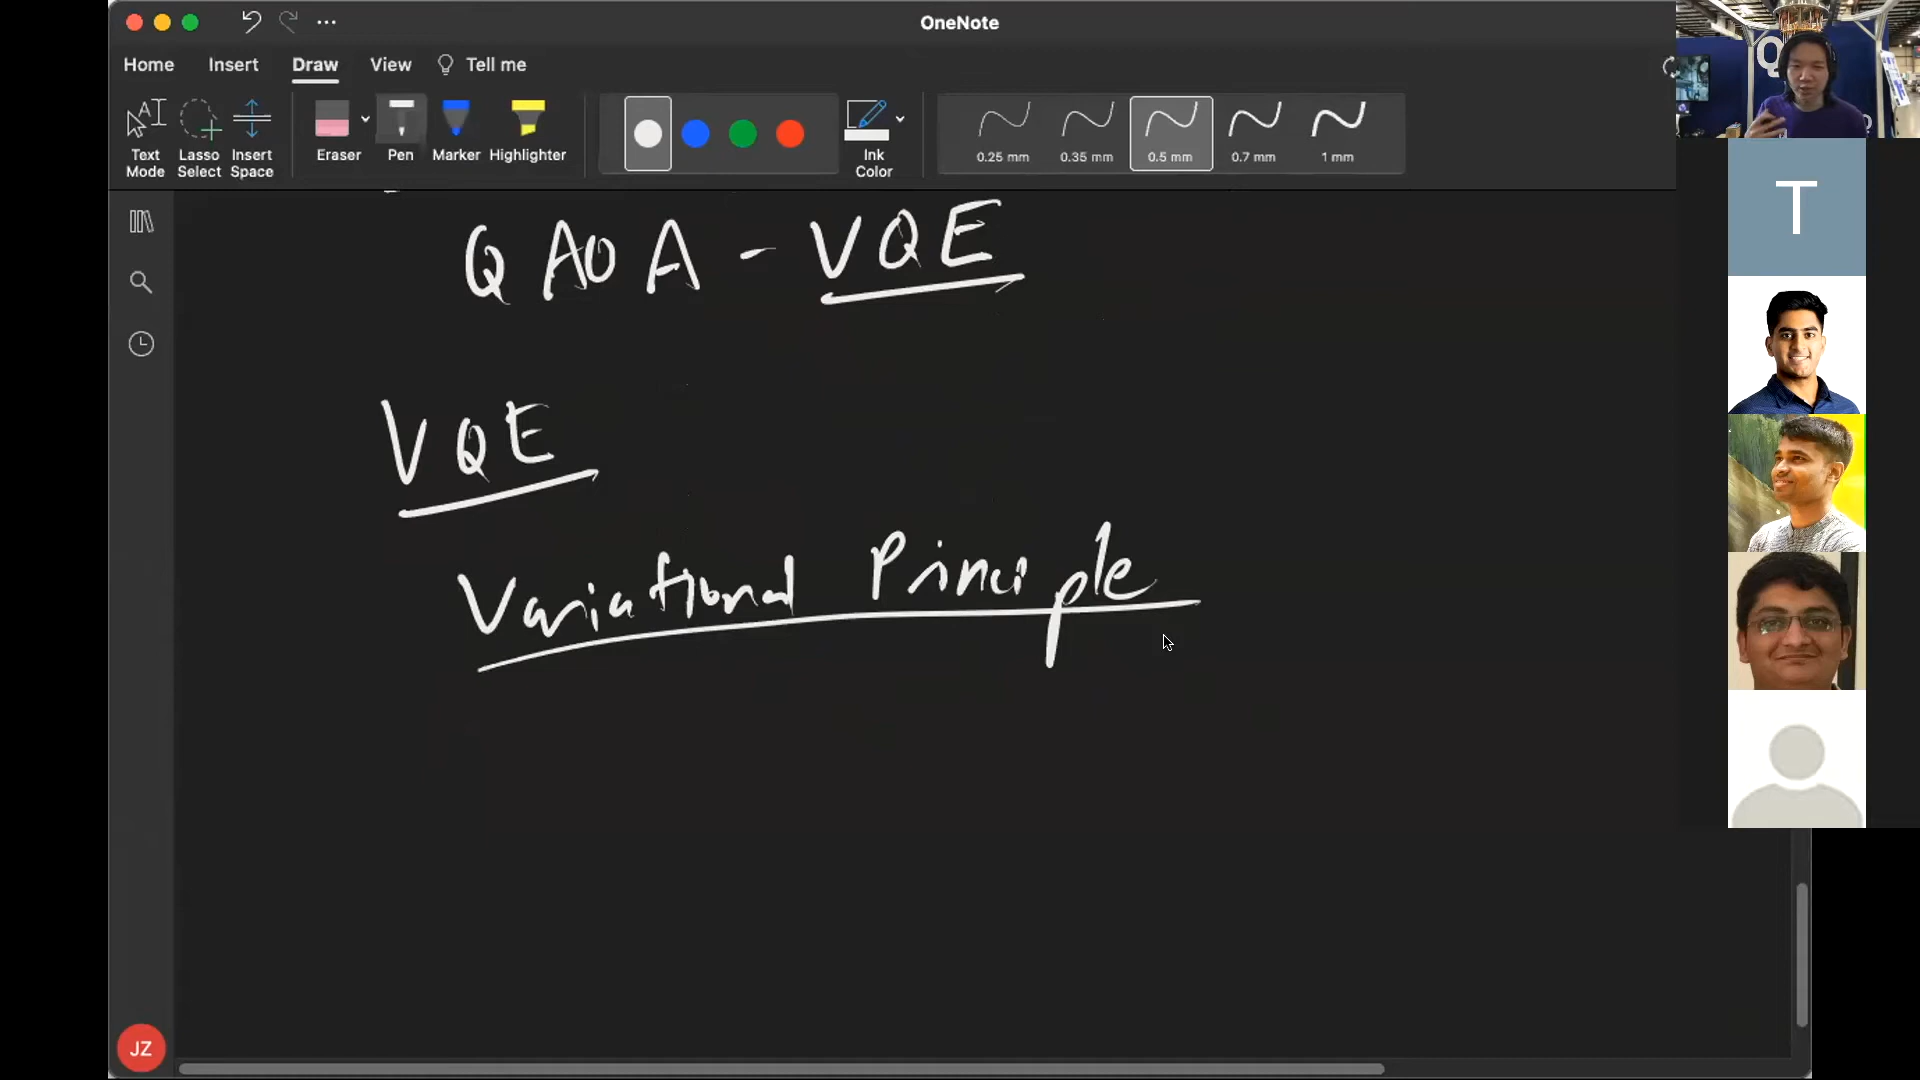 OneNote
Home Insert Draw View Tell me
Text Mode Lasso Select Insert Space Eraser Pen Marker Highlighter Ink Color 0.25 mm 0.35 mm 0.5 mm 0.7 mm 1 mm
QAOA - VQE
VQE
Variational Principle
T
JZ